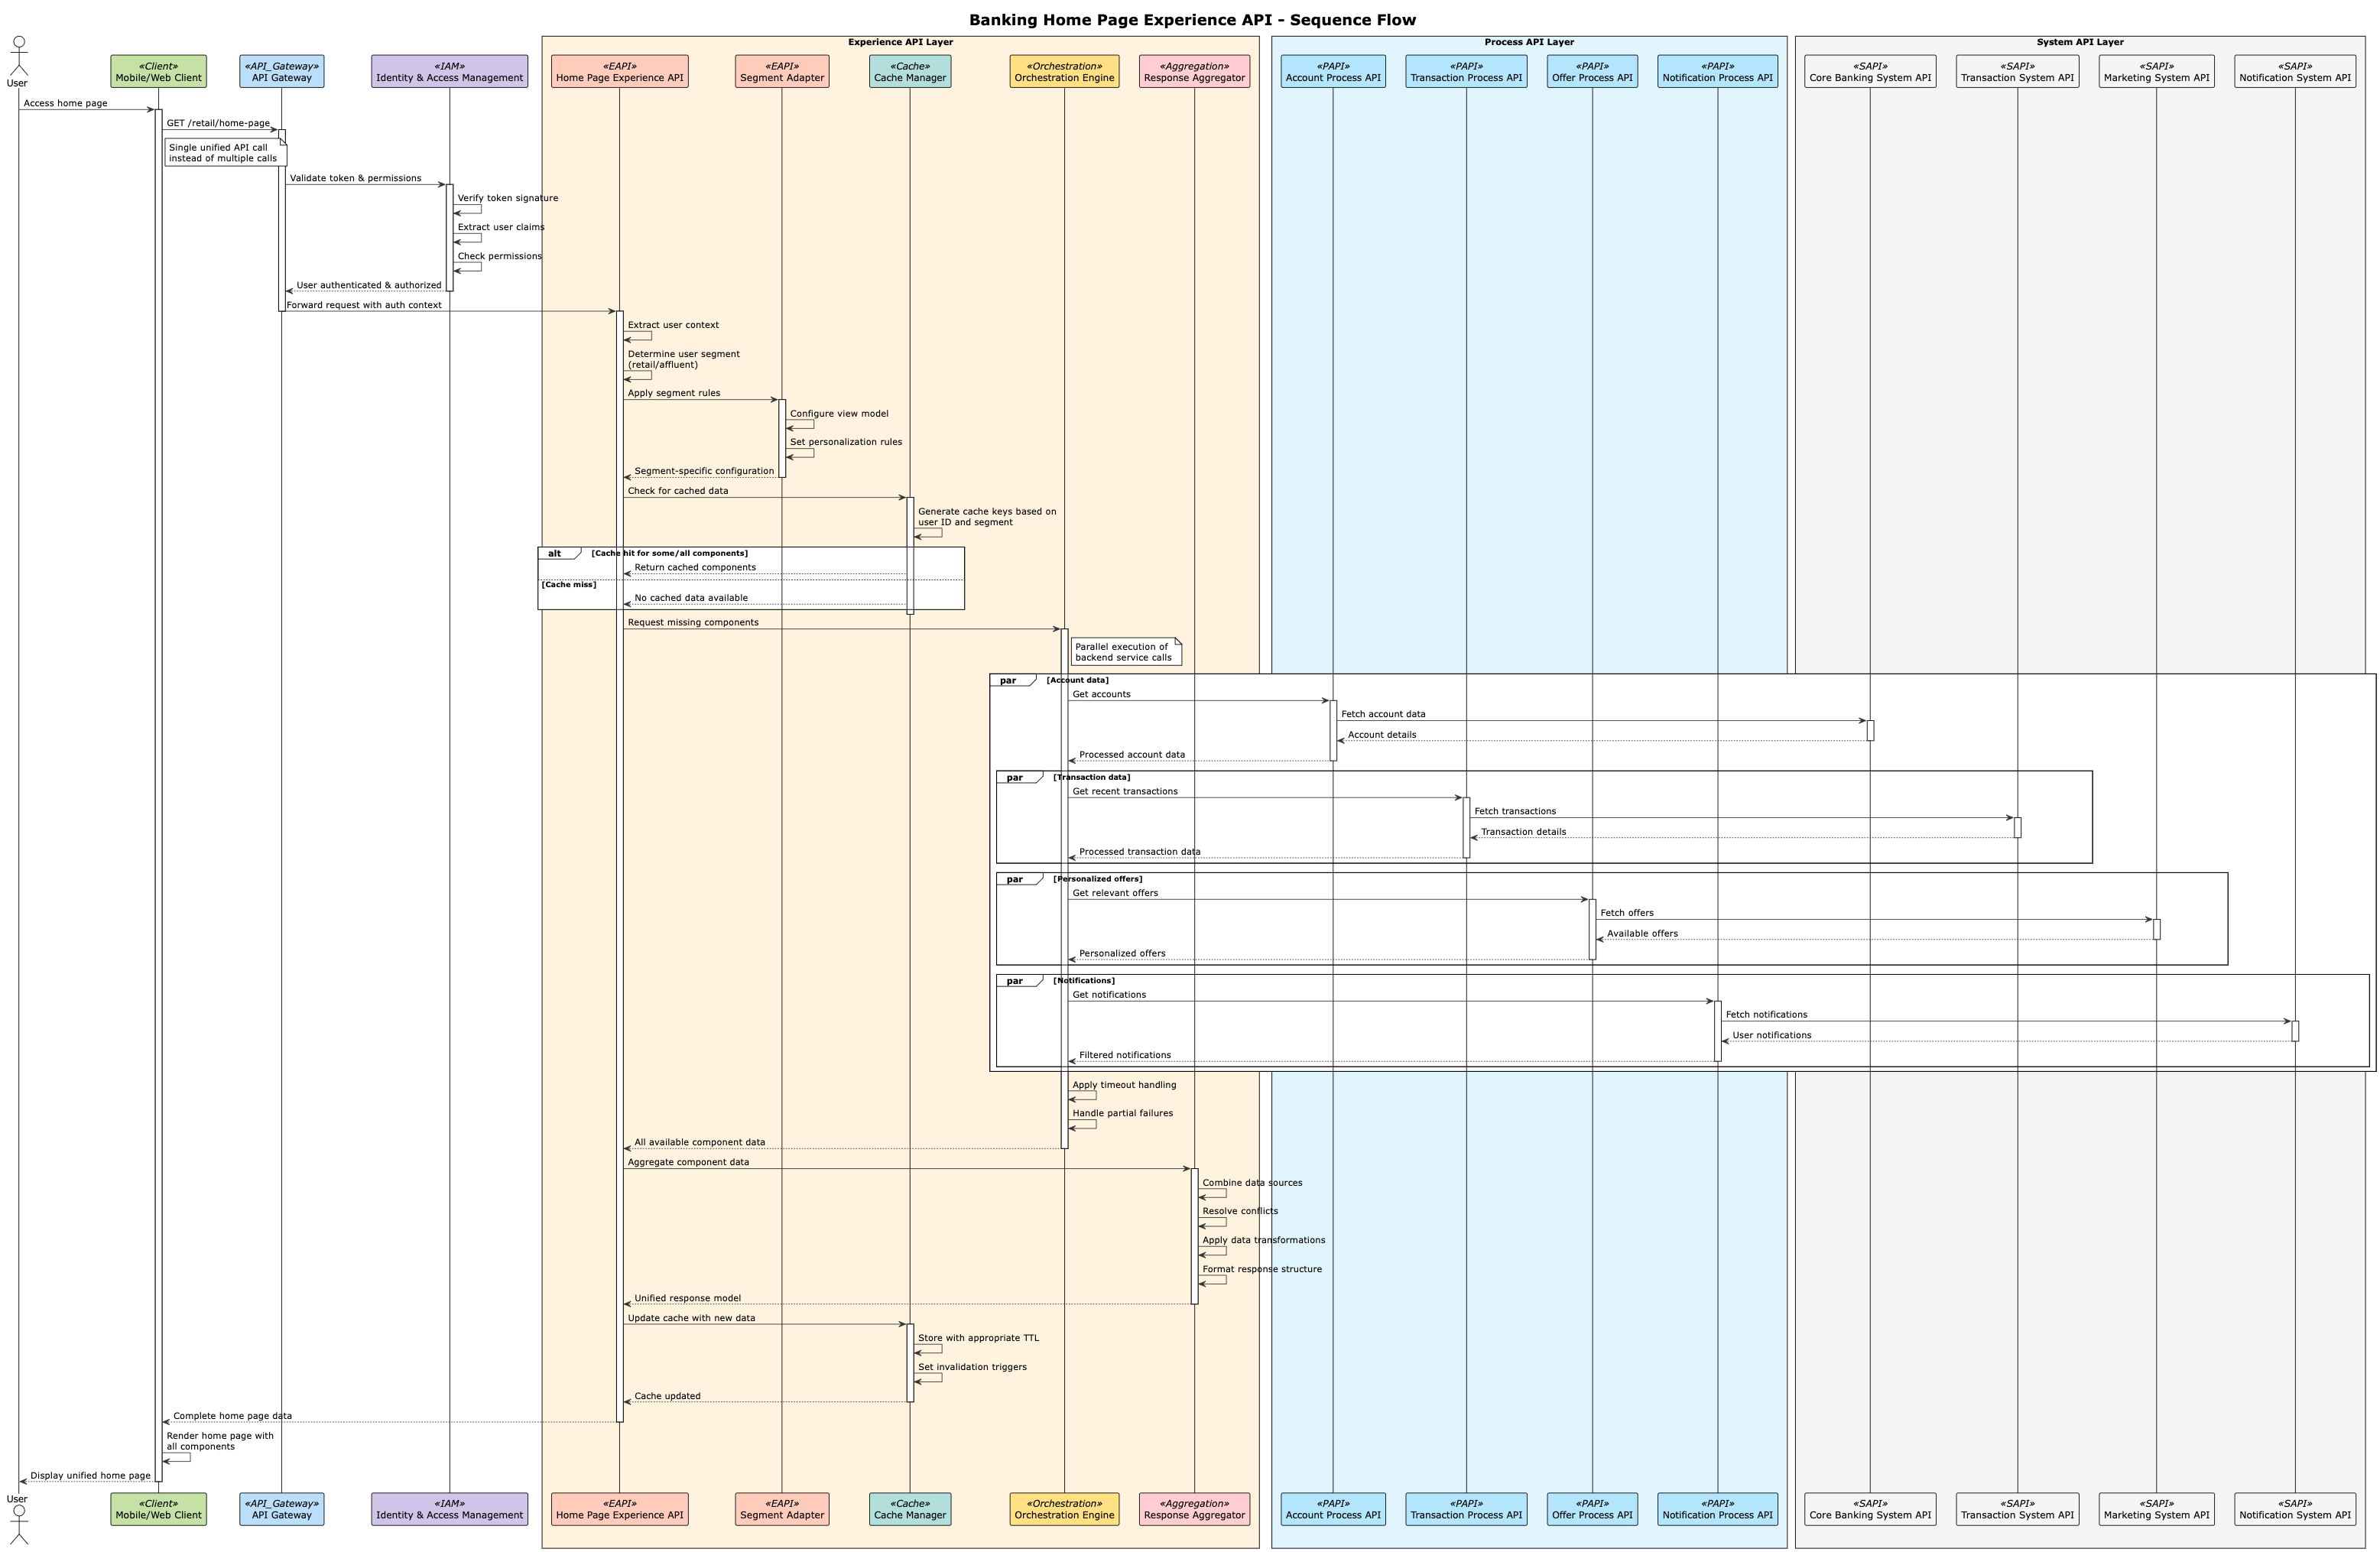 Banking Home Page Experience API - Sequence Flow
Experience API Layer
Process API Layer
System API Layer
User
«Client»
Mobile/Web Client
«API_Gateway»
API Gateway
«IAM»
Identity & Access Management
«EAPI»
Home Page Experience API
«EAPI»
Segment Adapter
«Cache»
Cache Manager
«Orchestration»
Orchestration Engine
«Aggregation»
Response Aggregator
«PAPI»
Account Process API
«PAPI»
Transaction Process API
«PAPI»
Offer Process API
«PAPI»
Notification Process API
«SAPI»
Core Banking System API
«SAPI»
Transaction System API
«SAPI»
Marketing System API
«SAPI»
Notification System API
Access home page
GET /retail/home-page
Single unified API call
instead of multiple calls
Validate token & permissions
Verify token signature
Extract user claims
Check permissions
User authenticated & authorized
Forward request with auth context
Extract user context
Determine user segment
(retail/affluent)
Apply segment rules
Configure view model
Set personalization rules
Segment-specific configuration
Check for cached data
Generate cache keys based on
user ID and segment
alt
[Cache hit for some/all components]
Return cached components
[Cache miss]
No cached data available
Request missing components
Parallel execution of
backend service calls
par
[Account data]
Get accounts
Fetch account data
Account details
Processed account data
par
[Transaction data]
Get recent transactions
Fetch transactions
Transaction details
Processed transaction data
par
[Personalized offers]
Get relevant offers
Fetch offers
Available offers
Personalized offers
par
[Notifications]
Get notifications
Fetch notifications
User notifications
Filtered notifications
Apply timeout handling
Handle partial failures
All available component data
Aggregate component data
Combine data sources
Resolve conflicts
Apply data transformations
Format response structure
Unified response model
Update cache with new data
Store with appropriate TTL
Set invalidation triggers
Cache updated
Complete home page data
Render home page with
all components
Display unified home page
User
«Client»
Mobile/Web Client
«API_Gateway»
API Gateway
«IAM»
Identity & Access Management
«EAPI»
Home Page Experience API
«EAPI»
Segment Adapter
«Cache»
Cache Manager
«Orchestration»
Orchestration Engine
«Aggregation»
Response Aggregator
«PAPI»
Account Process API
«PAPI»
Transaction Process API
«PAPI»
Offer Process API
«PAPI»
Notification Process API
«SAPI»
Core Banking System API
«SAPI»
Transaction System API
«SAPI»
Marketing System API
«SAPI»
Notification System API